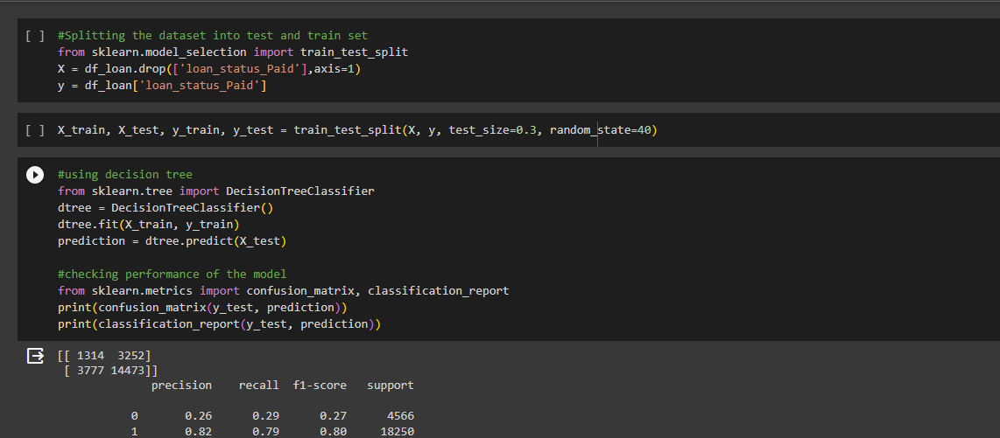 [ ] #Splitting the dataset into test and train set
from sklearn.model_selection import train_test_split
X = df_loan.drop(['loan_status_Paid'],axis=1)
y = df_loan['loan_status_Paid']
[ ] X_train, X_test, y_train, y_test = train_test_split(X, y, test_size=0.3, random_state=40)
#using decision tree
from sklearn.tree import DecisionTreeClassifier
dtree = DecisionTreeClassifier()
dtree.fit(X_train, y_train)
prediction = dtree.predict(X_test)
#checking performance of the model
from sklearn.metrics import confusion_matrix, classification_report
print(confusion_matrix(y_test, prediction))
print(classification_report(y_test, prediction))
[[ 1314  3252]
 [ 3777 14473]]
precision    recall  f1-score   support
0       0.26      0.29      0.27      4566
1       0.82      0.79      0.80     18250